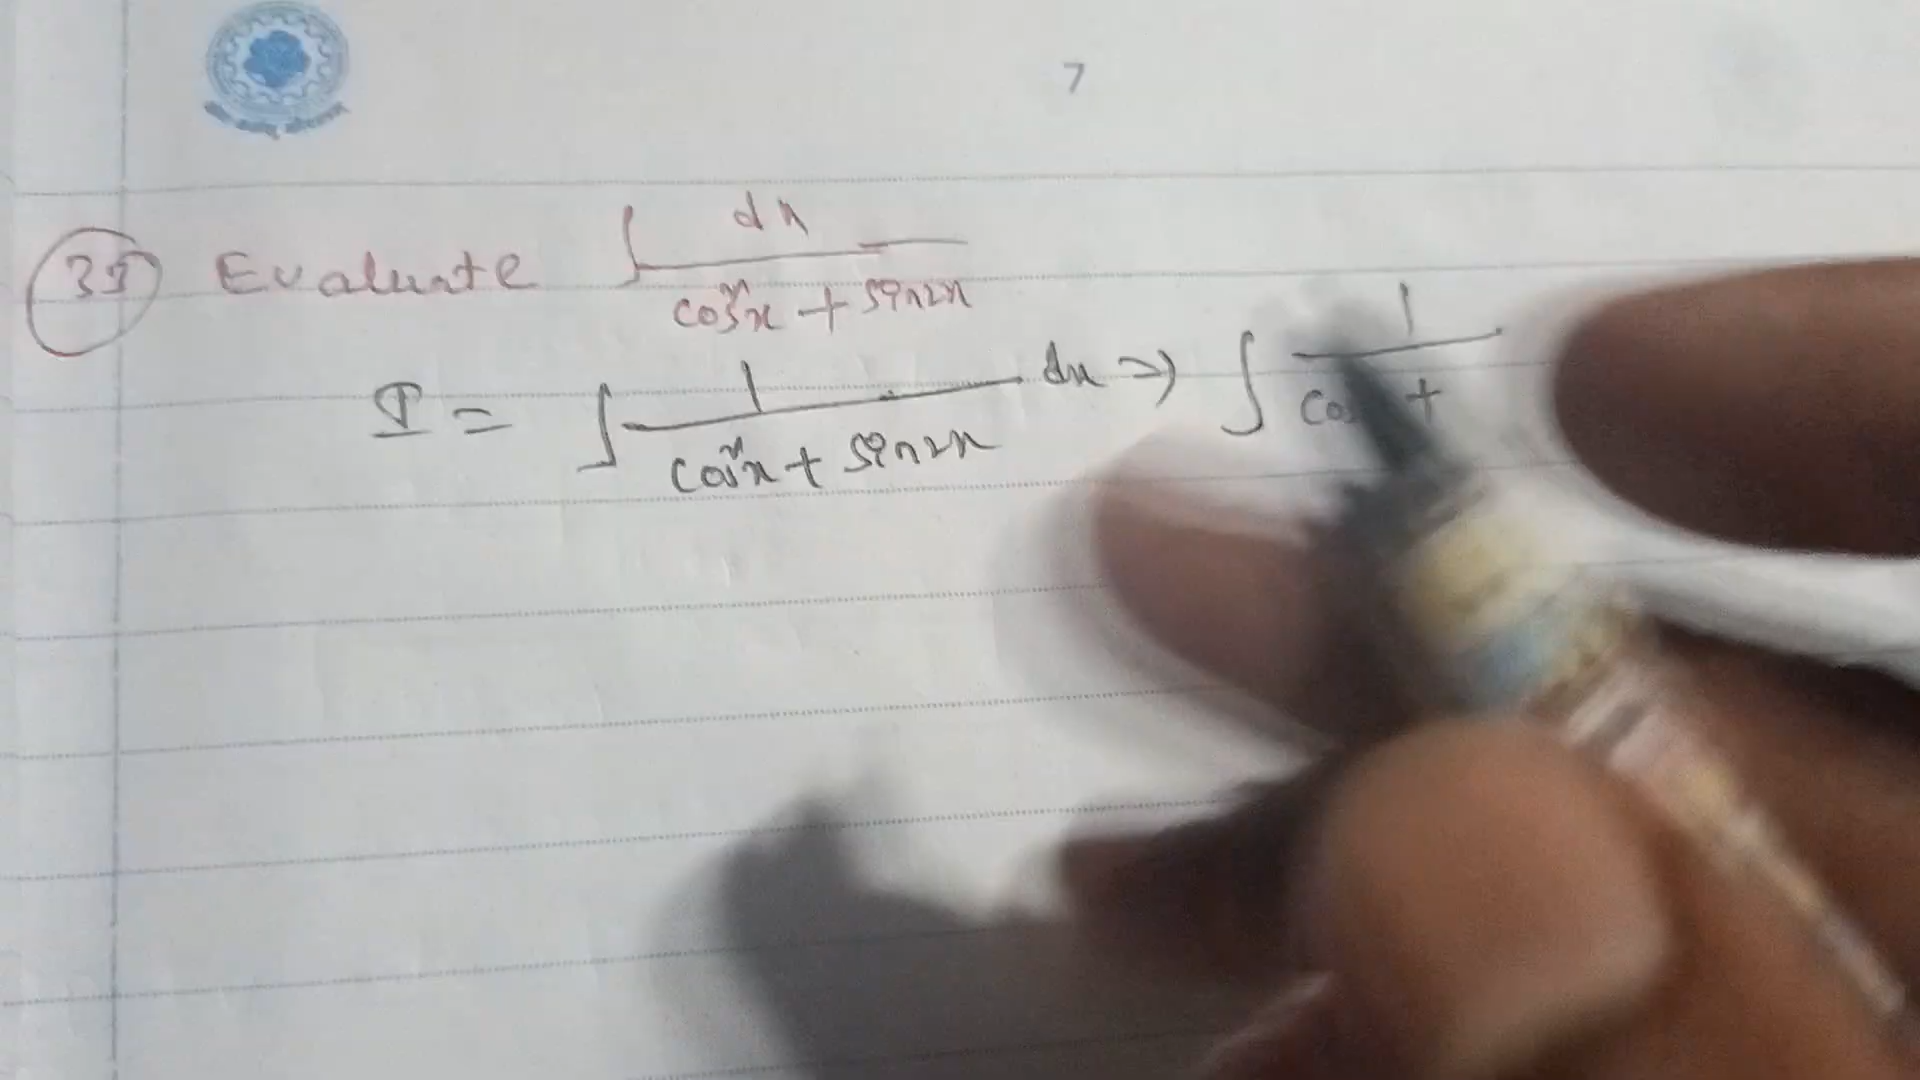 7
35 Evaluate ∫ dx / cos²x + sin2x
I = ∫ 1 / cos²x + sin2x dx ⇒ ∫ 1 / cos +